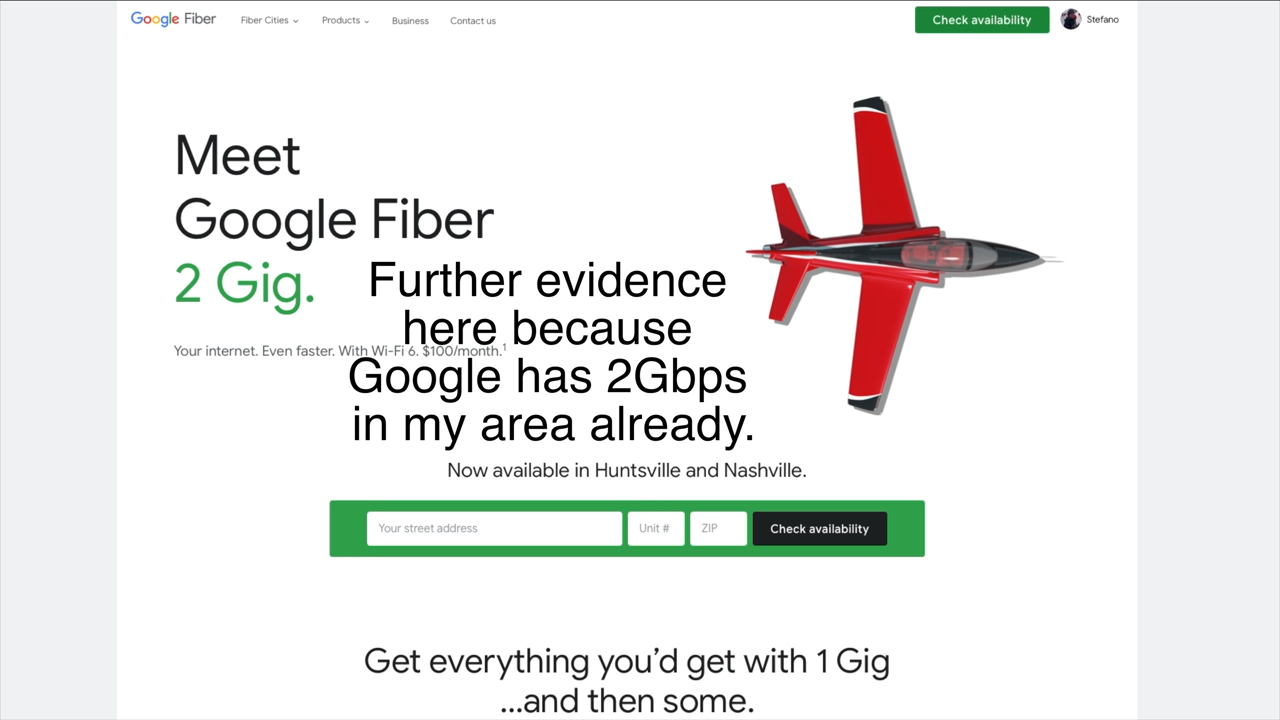 Google Fiber Fiber Cities Products Business Contact us Check availability Stefano
Meet
Google Fiber
2 Gig.
Your internet. Even faster. With Wi-Fi 6. $100/month.1
Further evidence
here because
Google has 2Gbps
in my area already.
Now available in Huntsville and Nashville.
Your street address Unit # ZIP Check availability
Get everything you’d get with 1 Gig
...and then some.